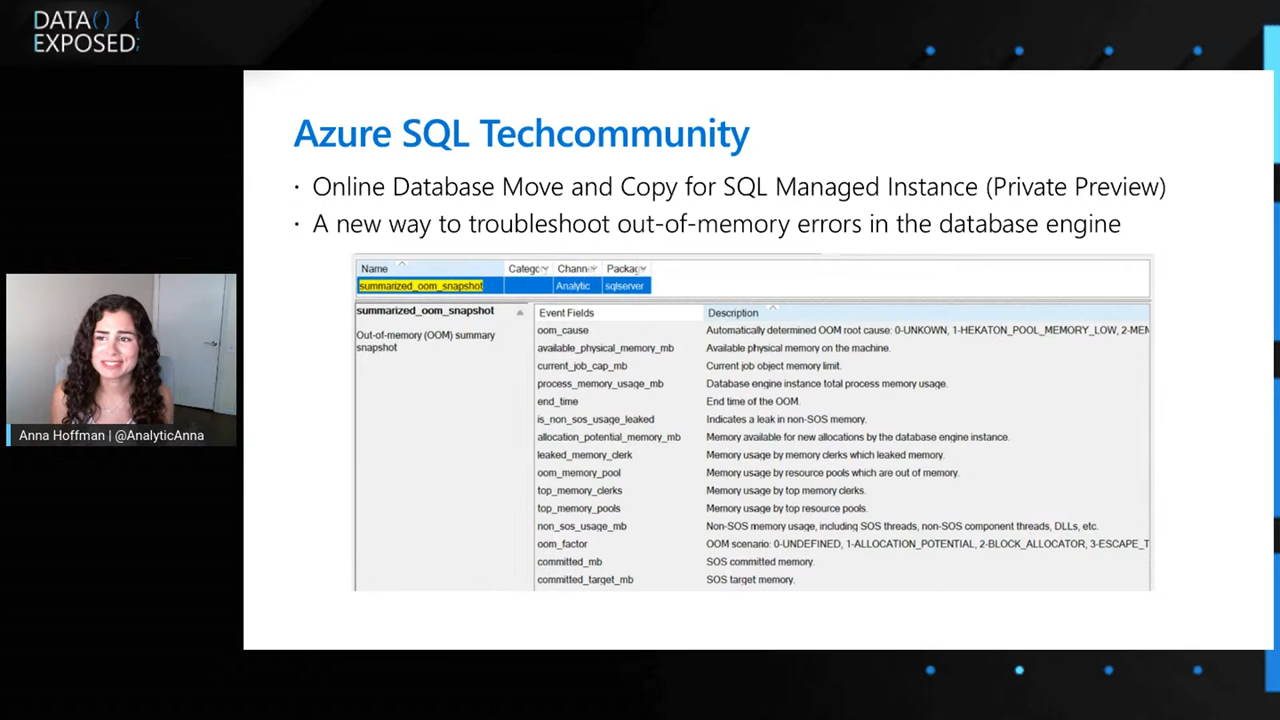 DATA() {
EXPOSED;
Azure SQL Techcommunity
· Online Database Move and Copy for SQL Managed Instance (Private Preview)
· A new way to troubleshoot out-of-memory errors in the database engine
Name Category Channel Package
summarized_oom_snapshot Analytic sqlserver
summarized_oom_snapshot
Out-of-memory (OOM) summary
snapshot
Event Fields Description
oom_cause Automatically determined OOM root cause: 0-UNKOWN, 1-HEKATON_POOL_MEMORY_LOW, 2-MEN
available_physical_memory_mb Available physical memory on the machine.
current_job_cap_mb Current job object memory limit.
process_memory_usage_mb Database engine instance total process memory usage.
end_time End time of the OOM.
is_non_sos_usage_leaked Indicates a leak in non-SOS memory.
allocation_potential_memory_mb Memory available for new allocations by the database engine instance.
leaked_memory_clerk Memory usage by memory clerks which leaked memory.
oom_memory_pool Memory usage by resource pools which are out of memory.
top_memory_clerks Memory usage by top memory clerks.
top_memory_pools Memory usage by top resource pools.
non_sos_usage_mb Non-SOS memory usage, including SOS threads, non-SOS component threads, DLLs, etc.
oom_factor OOM scenario: 0-UNDEFINED, 1-ALLOCATION_POTENTIAL, 2-BLOCK_ALLOCATOR, 3-ESCAPE_T
committed_mb SOS committed memory.
committed_target_mb SOS target memory.
Anna Hoffman | @AnalyticAnna